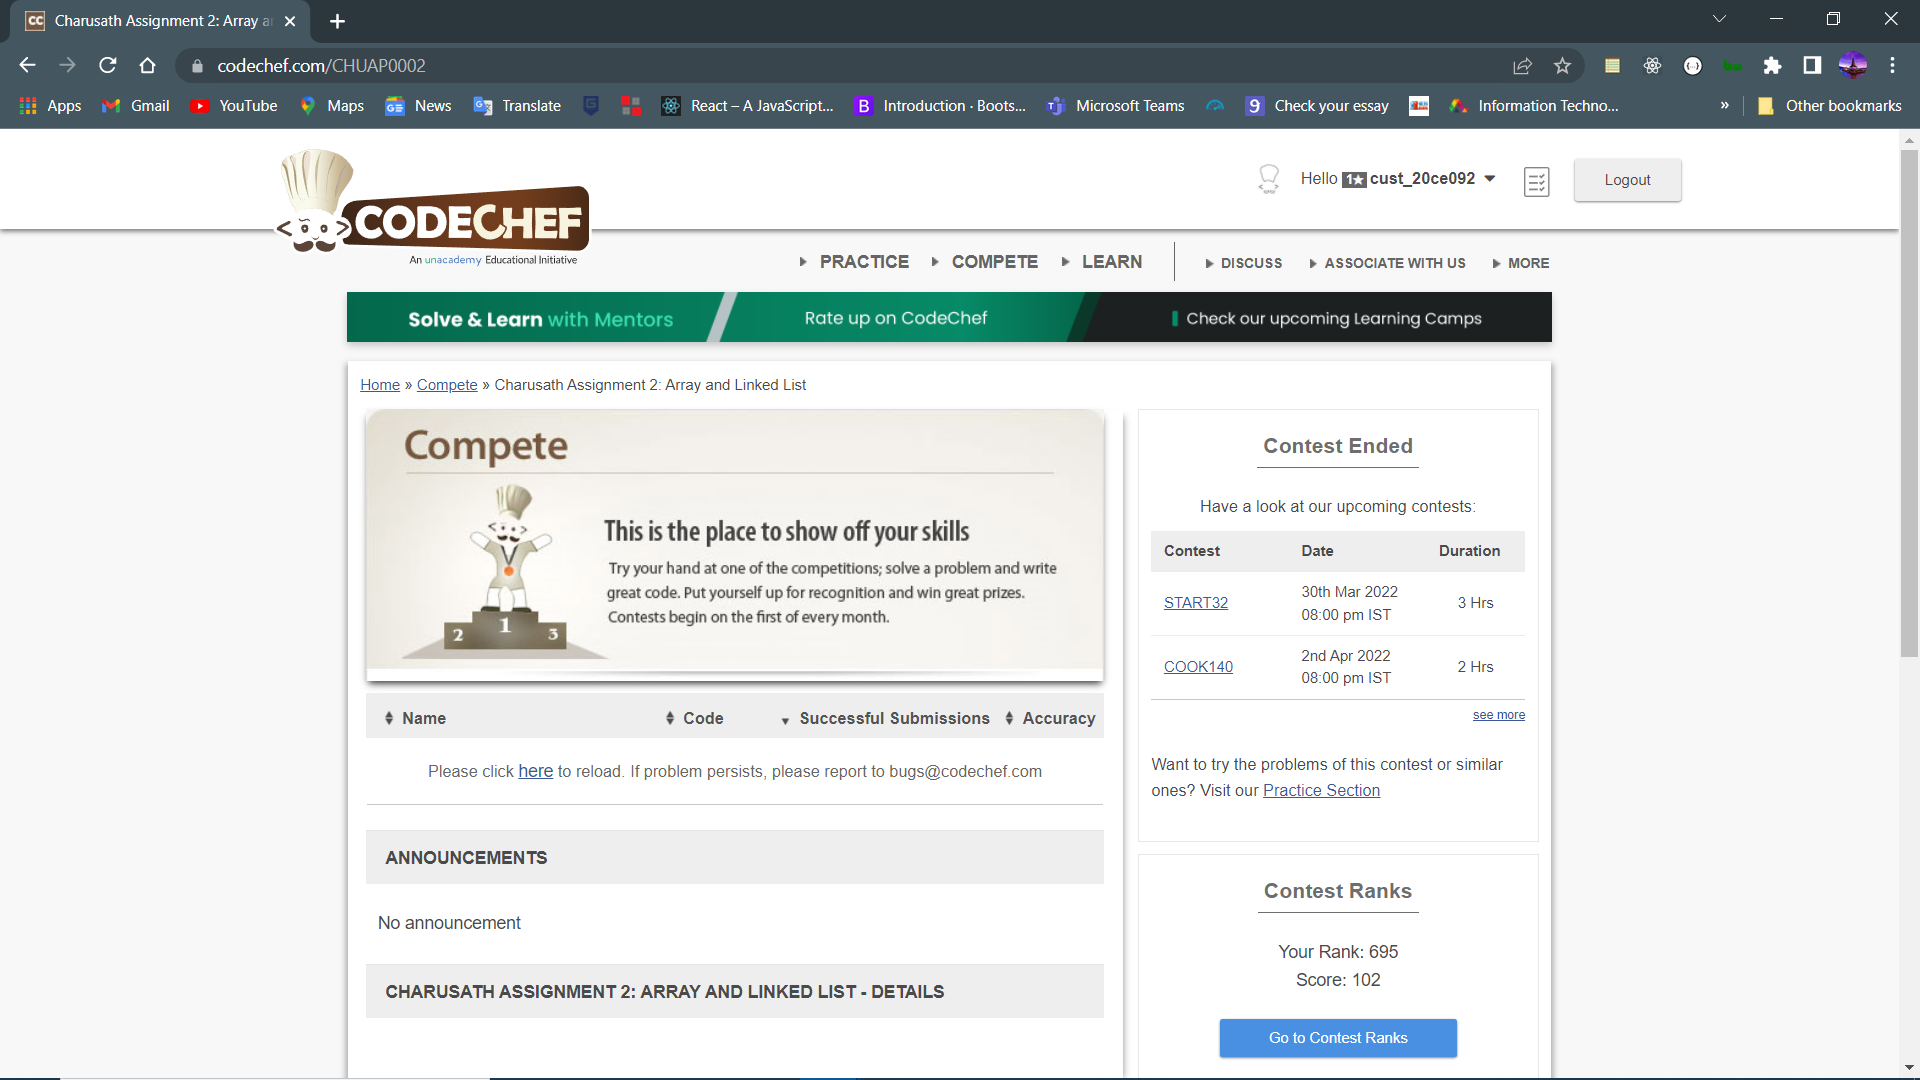 Charusath Assignment 2: Array a
codechef.com/CHUAP0002
Apps
Gmail
YouTube
Maps
News
Translate
React – A JavaScript...
Introduction · Boots...
Microsoft Teams
Check your essay
Information Techno...
»
Other bookmarks
CODECHEF
An unacademy Educational Initiative
Hello 1★ cust_20ce092
Logout
PRACTICE
COMPETE
LEARN
DISCUSS
ASSOCIATE WITH US
MORE
Solve & Learn with Mentors
Rate up on CodeChef
Check our upcoming Learning Camps
Home » Compete » Charusath Assignment 2: Array and Linked List
Compete
This is the place to show off your skills
Try your hand at one of the competitions; solve a problem and write
great code. Put yourself up for recognition and win great prizes.
Contests begin on the first of every month.
2 1 3
Name Code Successful Submissions Accuracy
Please click here to reload. If problem persists, please report to bugs@codechef.com
ANNOUNCEMENTS
No announcement
CHARUSATH ASSIGNMENT 2: ARRAY AND LINKED LIST - DETAILS
Contest Ended
Have a look at our upcoming contests:
Contest Date Duration
START32 30th Mar 2022 08:00 pm IST 3 Hrs
COOK140 2nd Apr 2022 08:00 pm IST 2 Hrs
see more
Want to try the problems of this contest or similar
ones? Visit our Practice Section
Contest Ranks
Your Rank: 695
Score: 102
Go to Contest Ranks